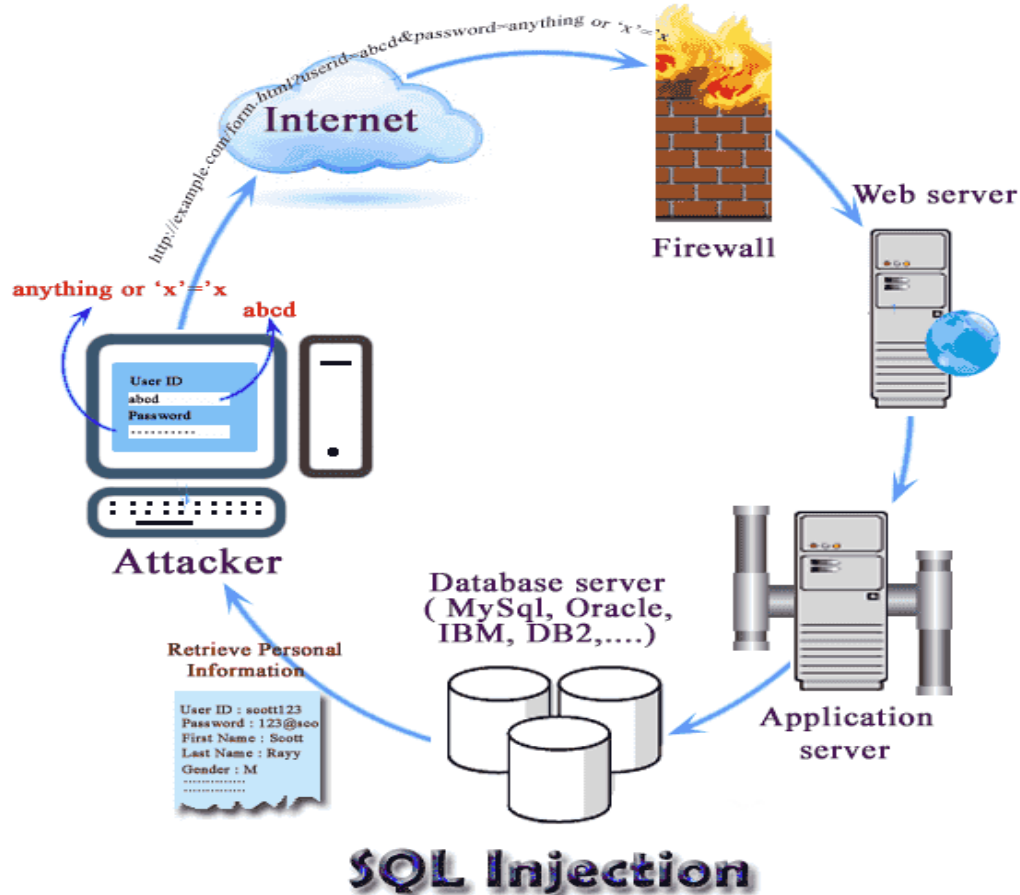 http://example.com/form.html?userid=abcd&password=anything or ‘x’=’x
Internet
Firewall
Web server
anything or ‘x’=’x
abcd
User ID
abcd
Password
..........
Attacker
Database server
( MySql, Oracle,
IBM, DB2,....)
Application
server
Retrieve Personal
Information
User ID : scott123
Password : 123@sco
First Name : Scott
Last Name : Rayy
Gender : M
..............
..............
SQL Injection